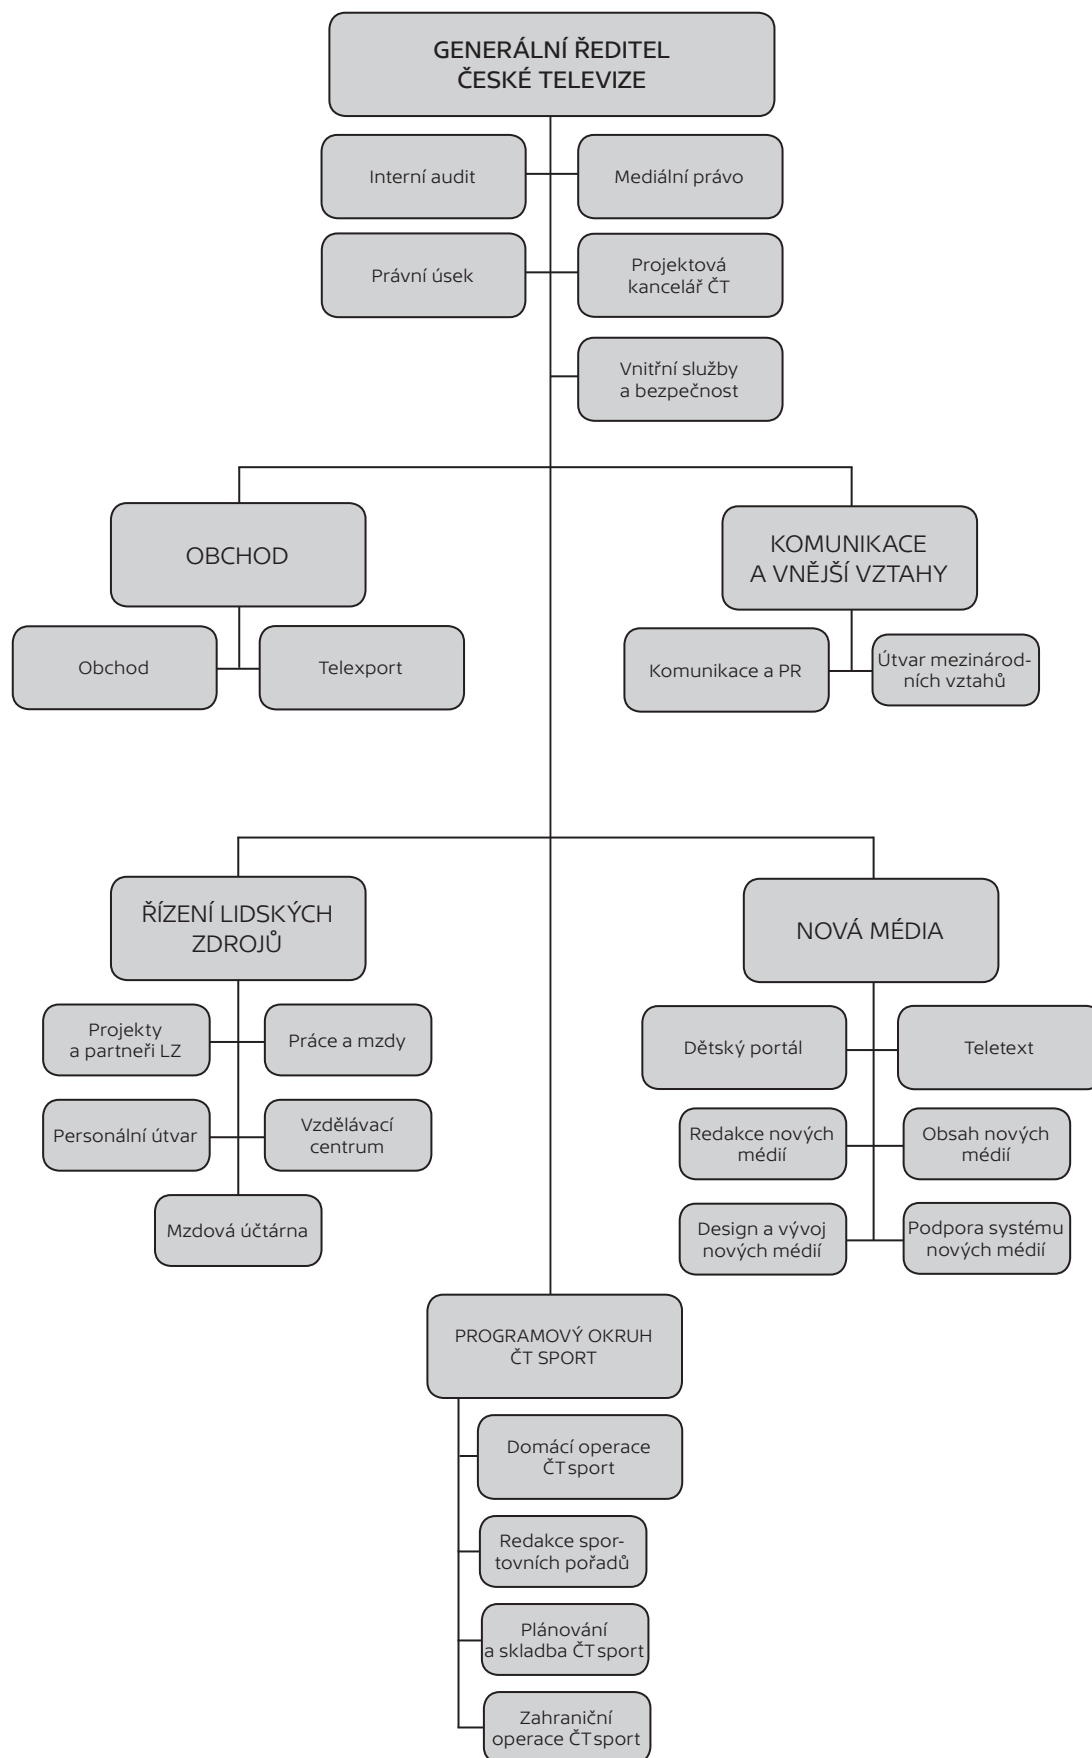 GENERÁLNÍ ŘEDITEL
ČESKÉ TELEVIZE
Interní audit
Mediální právo
Právní úsek
Projektová
kancelář ČT
Vnitřní služby
a bezpečnost
OBCHOD
KOMUNIKACE
A VNĚJŠÍ VZTAHY
Obchod
Telexport
Komunikace a PR
Útvar mezinárod-
ních vztahů
ŘÍZENÍ LIDSKÝCH
ZDROJŮ
NOVÁ MÉDIA
Projekty
a partneři LZ
Práce a mzdy
Dětský portál
Teletext
Personální útvar
Vzdělávací
centrum
Redakce nových
médií
Obsah nových
médií
Mzdová účtárna
Design a vývoj
nových médií
Podpora systému
nových médií
PROGRAMOVÝ OKRUH
ČT SPORT
Domácí operace
ČT sport
Redakce spor-
tovních pořadů
Plánování
a skladba ČT sport
Zahraniční
operace ČT sport